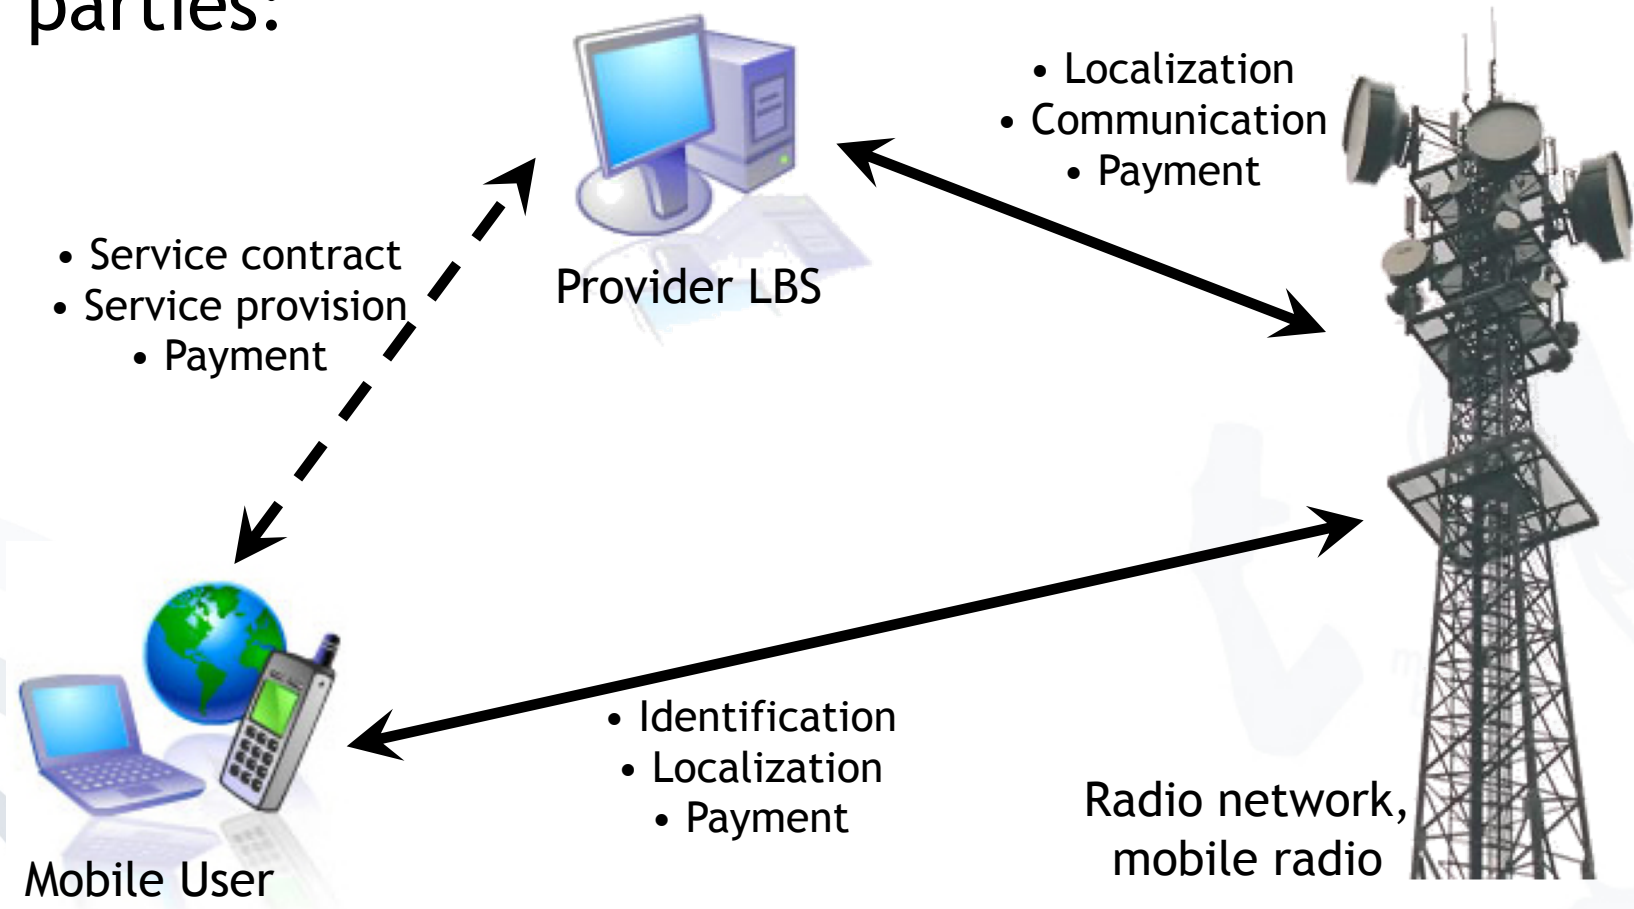 parties:
• Localization
• Communication
• Payment
• Service contract
• Service provision
• Payment
Provider LBS
• Identification
• Localization
• Payment
Radio network,
mobile radio
Mobile User